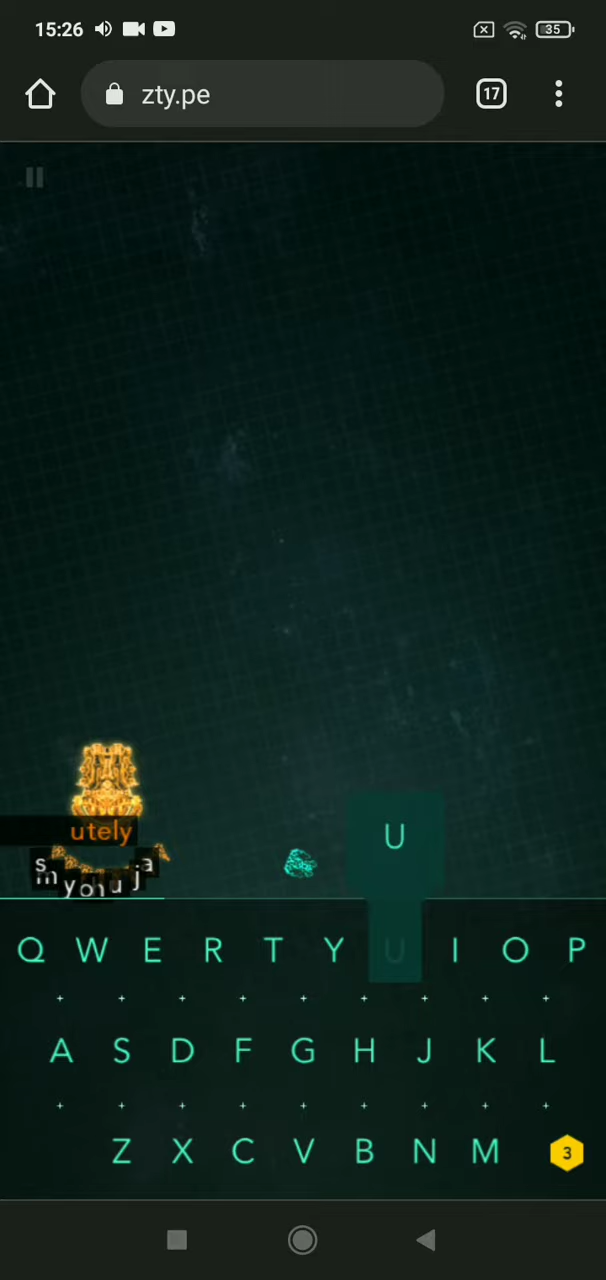 15:26 35
zty.pe 17
U
utely
s a
m y o u j
Q W E R T Y U I O P
A S D F G H J K L
Z X C V B N M 3